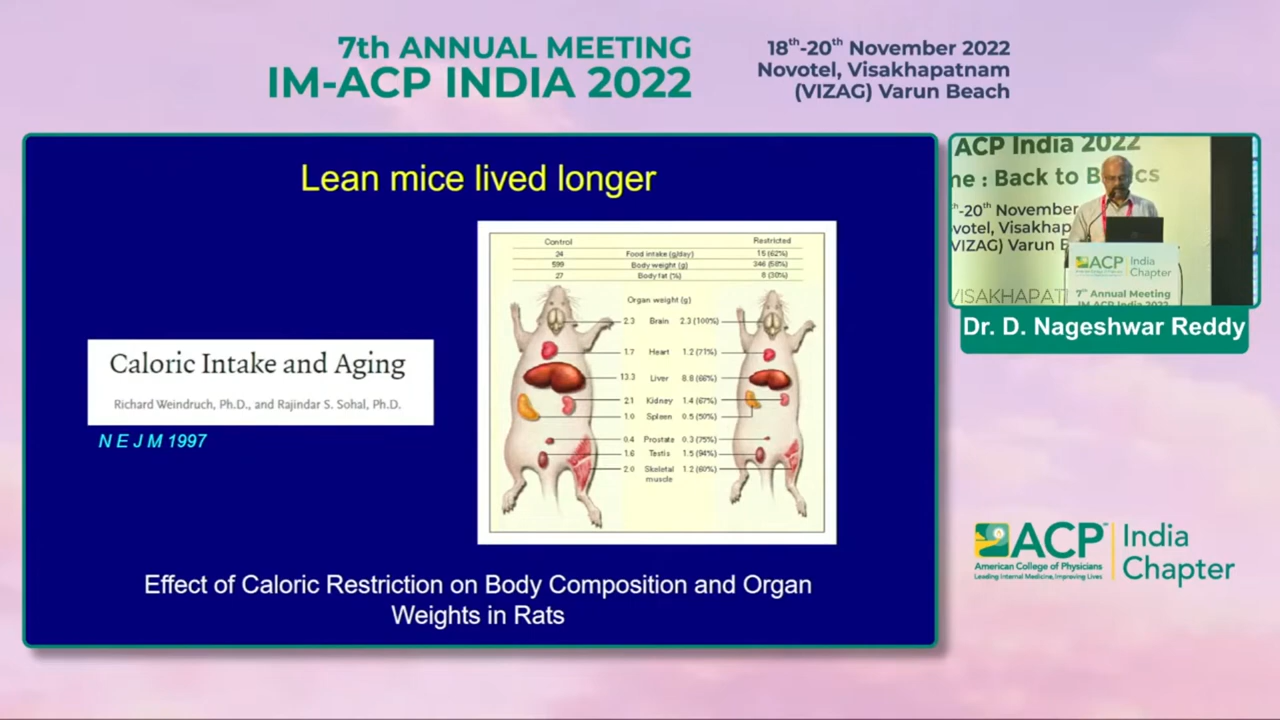 7th ANNUAL MEETING
IM-ACP INDIA 2022
18th-20th November 2022
Novotel, Visakhapatnam
(VIZAG) Varun Beach
Lean mice lived longer
Caloric Intake and Aging
Richard Weindruch, Ph.D., and Rajindar S. Sohal, Ph.D.
N E J M 1997
Control Restricted
24 Food intake (g/day) 15 (62%)
599 Body weight (g) 346 (58%)
27 Body fat (%) 8 (30%)
Organ weight (g)
2.3 Brain 2.3 (100%)
1.7 Heart 1.2 (71%)
13.3 Liver 8.8 (66%)
2.1 Kidney 1.4 (67%)
1.0 Spleen 0.5 (50%)
0.4 Prostate 0.3 (75%)
1.6 Testis 1.5 (94%)
2.0 Skeletal 1.2 (60%)
muscle
Effect of Caloric Restriction on Body Composition and Organ
Weights in Rats
ACP India 2022
me : Back to B cs
th-20th November
ovotel, Visakhap
VIZAG) Varun B
VISAKHAPAT
ACP India
Chapter
7th Annual Meeting
IM ACP India 2022
Dr. D. Nageshwar Reddy
ACP™ India
American College of Physicians Chapter
Leading Internal Medicine, Improving Lives